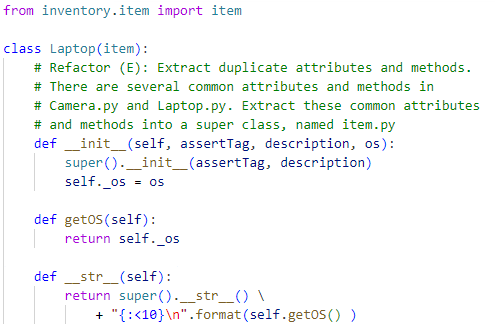 from inventory.item import item

class Laptop(item):
    # Refactor (E): Extract duplicate attributes and methods.
    # There are several common attributes and methods in
    # Camera.py and Laptop.py. Extract these common attributes
    # and methods into a super class, named item.py
    def __init__(self, assertTag, description, os):
        super().__init__(assertTag, description)
        self._os = os

    def getOS(self):
        return self._os

    def __str__(self):
        return super().__str__() \
            + "{:<10}\n".format(self.getOS() )